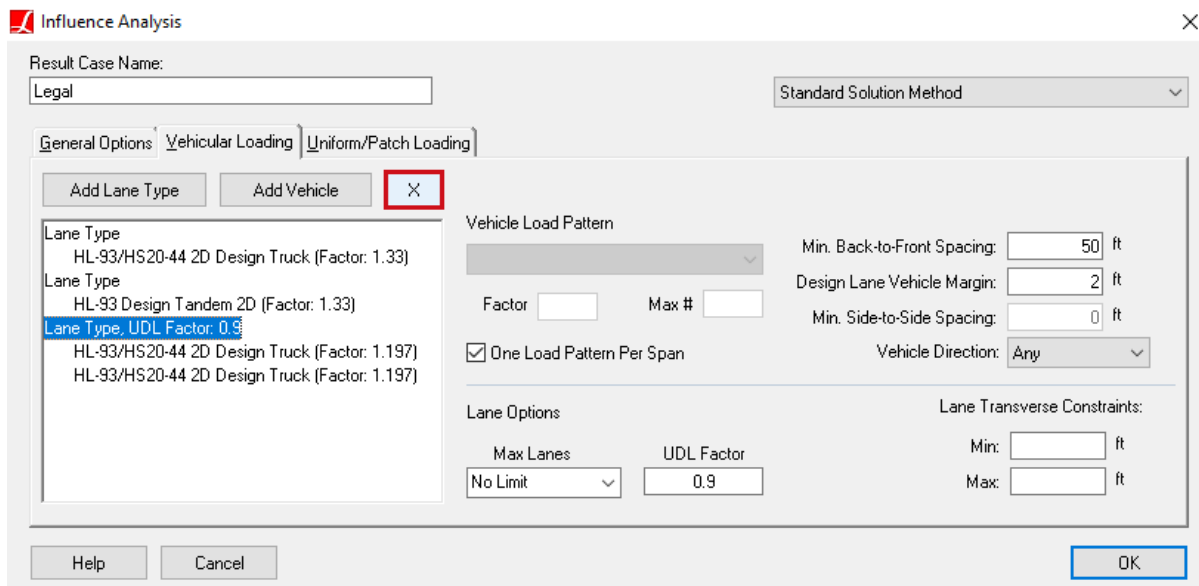 Influence Analysis
Result Case Name:
Legal
Standard Solution Method
General Options Vehicular Loading Uniform/Patch Loading
Add Lane Type Add Vehicle X
Lane Type
HL-93/HS20-44 2D Design Truck (Factor: 1.33)
Lane Type
HL-93 Design Tandem 2D (Factor: 1.33)
Lane Type, UDL Factor: 0.9
HL-93/HS20-44 2D Design Truck (Factor: 1.197)
HL-93/HS20-44 2D Design Truck (Factor: 1.197)
Vehicle Load Pattern
Factor Max #
One Load Pattern Per Span
Min. Back-to-Front Spacing: 50 ft
Design Lane Vehicle Margin: 2 ft
Min. Side-to-Side Spacing: 0 ft
Vehicle Direction: Any
Lane Options
Max Lanes UDL Factor
No Limit 0.9
Lane Transverse Constraints:
Min: ft
Max: ft
Help Cancel OK